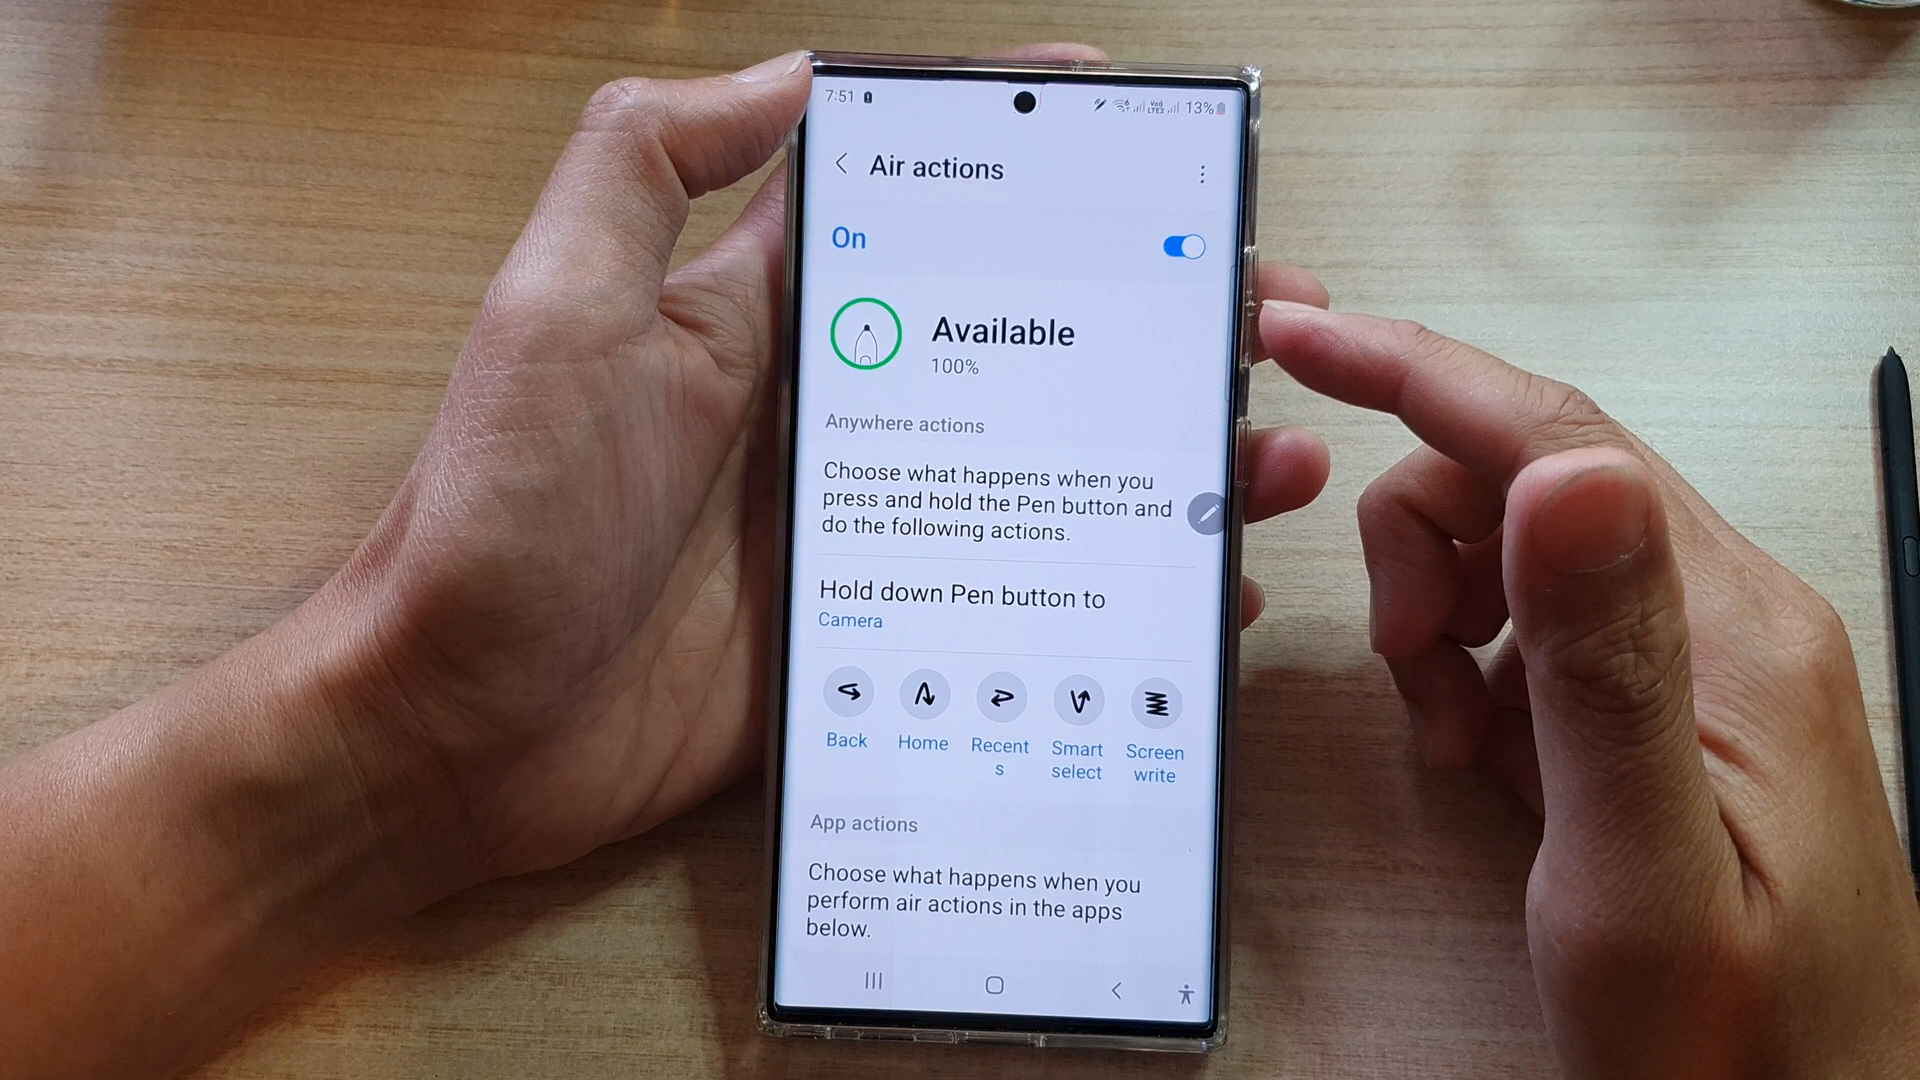 7:51
Vo)) LTE2 13%
Air actions
On
Available
100%
Anywhere actions
Choose what happens when you
press and hold the Pen button and
do the following actions.
Hold down Pen button to
Camera
Back Home Recent Smart Screen
s select write
App actions
Choose what happens when you
perform air actions in the apps
below.